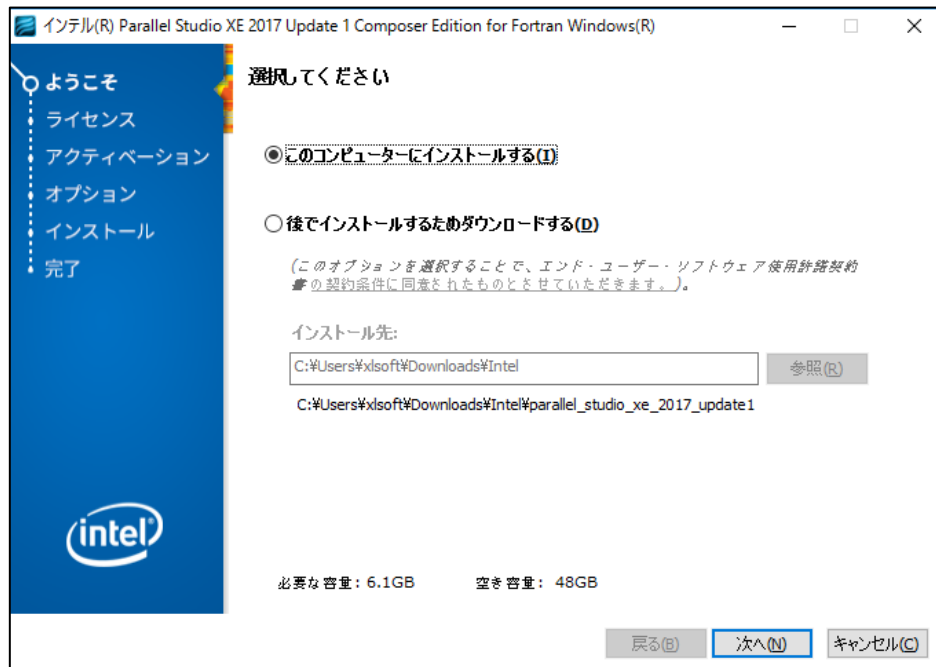 インテル(R) Parallel Studio XE 2017 Update 1 Composer Edition for Fortran Windows(R)
ようこそ
ライセンス
アクティベーション
オプション
インストール
完了
intel
選択してください
このコンピューターにインストールする(I)
後でインストールするためダウンロードする(D)
(このオプションを選択することで、エンド・ユーザー・ソフトウェア使用許諾契約
書の契約条件に同意されたものとさせていただきます。)。
インストール先:
C:¥Users¥xlsoft¥Downloads¥Intel
参照(R)
C:¥Users¥xlsoft¥Downloads¥Intel¥parallel_studio_xe_2017_update1
必要な容量: 6.1GB 空き容量: 48GB
戻る(B) 次へ(N) キャンセル(C)